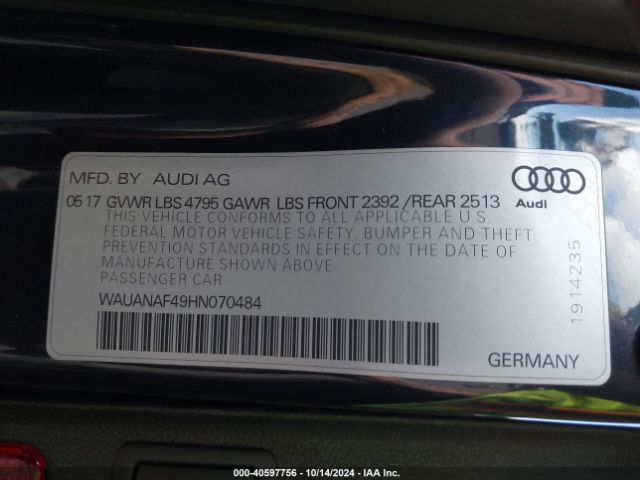 MFD. BY AUDI AG
05 17 GVWR LBS 4795 GAWR LBS FRONT 2392 /REAR 2513
Audi
THIS VEHICLE CONFORMS TO ALL APPLICABLE U.S.
FEDERAL MOTOR VEHICLE SAFETY, BUMPER AND THEFT
PREVENTION STANDARDS IN EFFECT ON THE DATE OF
MANUFACTURE SHOWN ABOVE
PASSENGER CAR
WAUANAF49HN070484
1914235
GERMANY
000-40597756 - 10/14/2024 - IAA Inc.